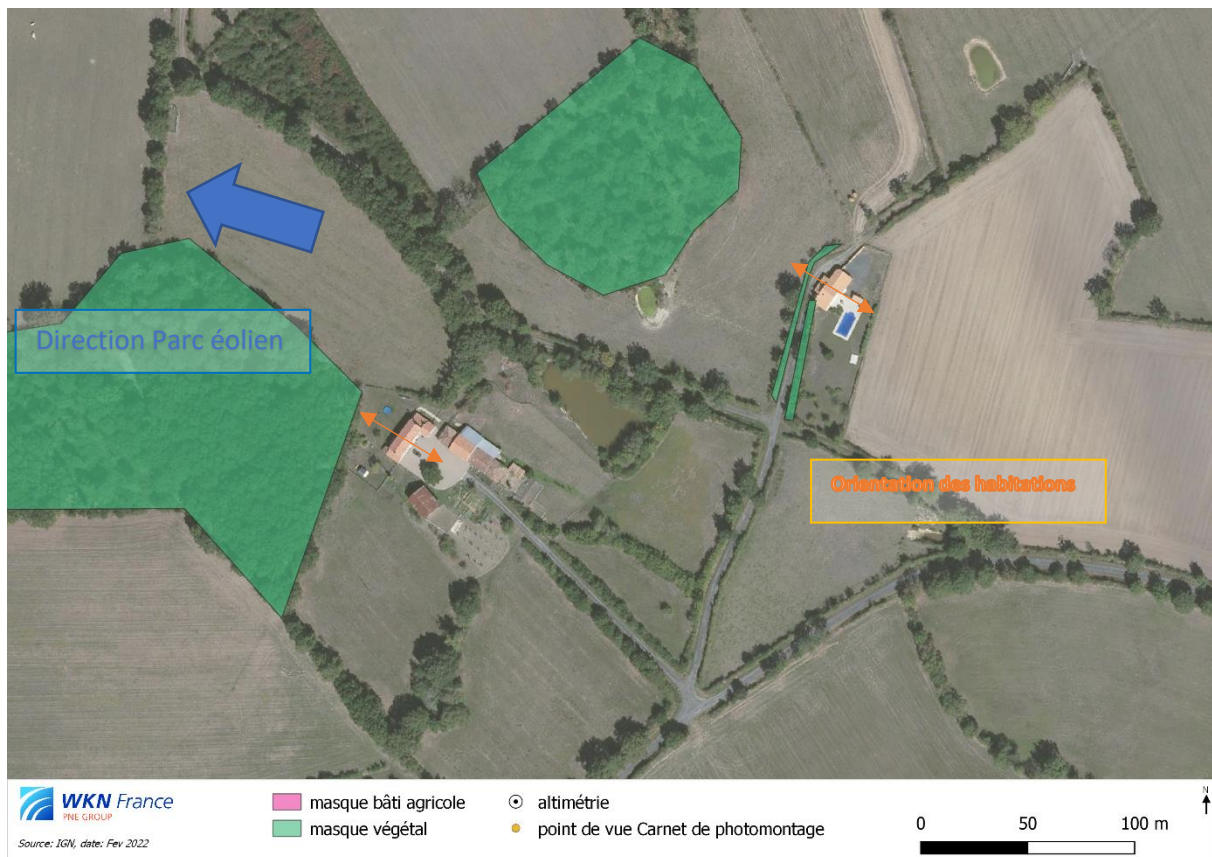 Direction Parc éolien
Orientation des habitations
WKN France
PNE GROUP
Source: IGN, date: Fev 2022
masque bâti agricole
masque végétal
altimétrie
point de vue Carnet de photomontage
0 50 100 m
N